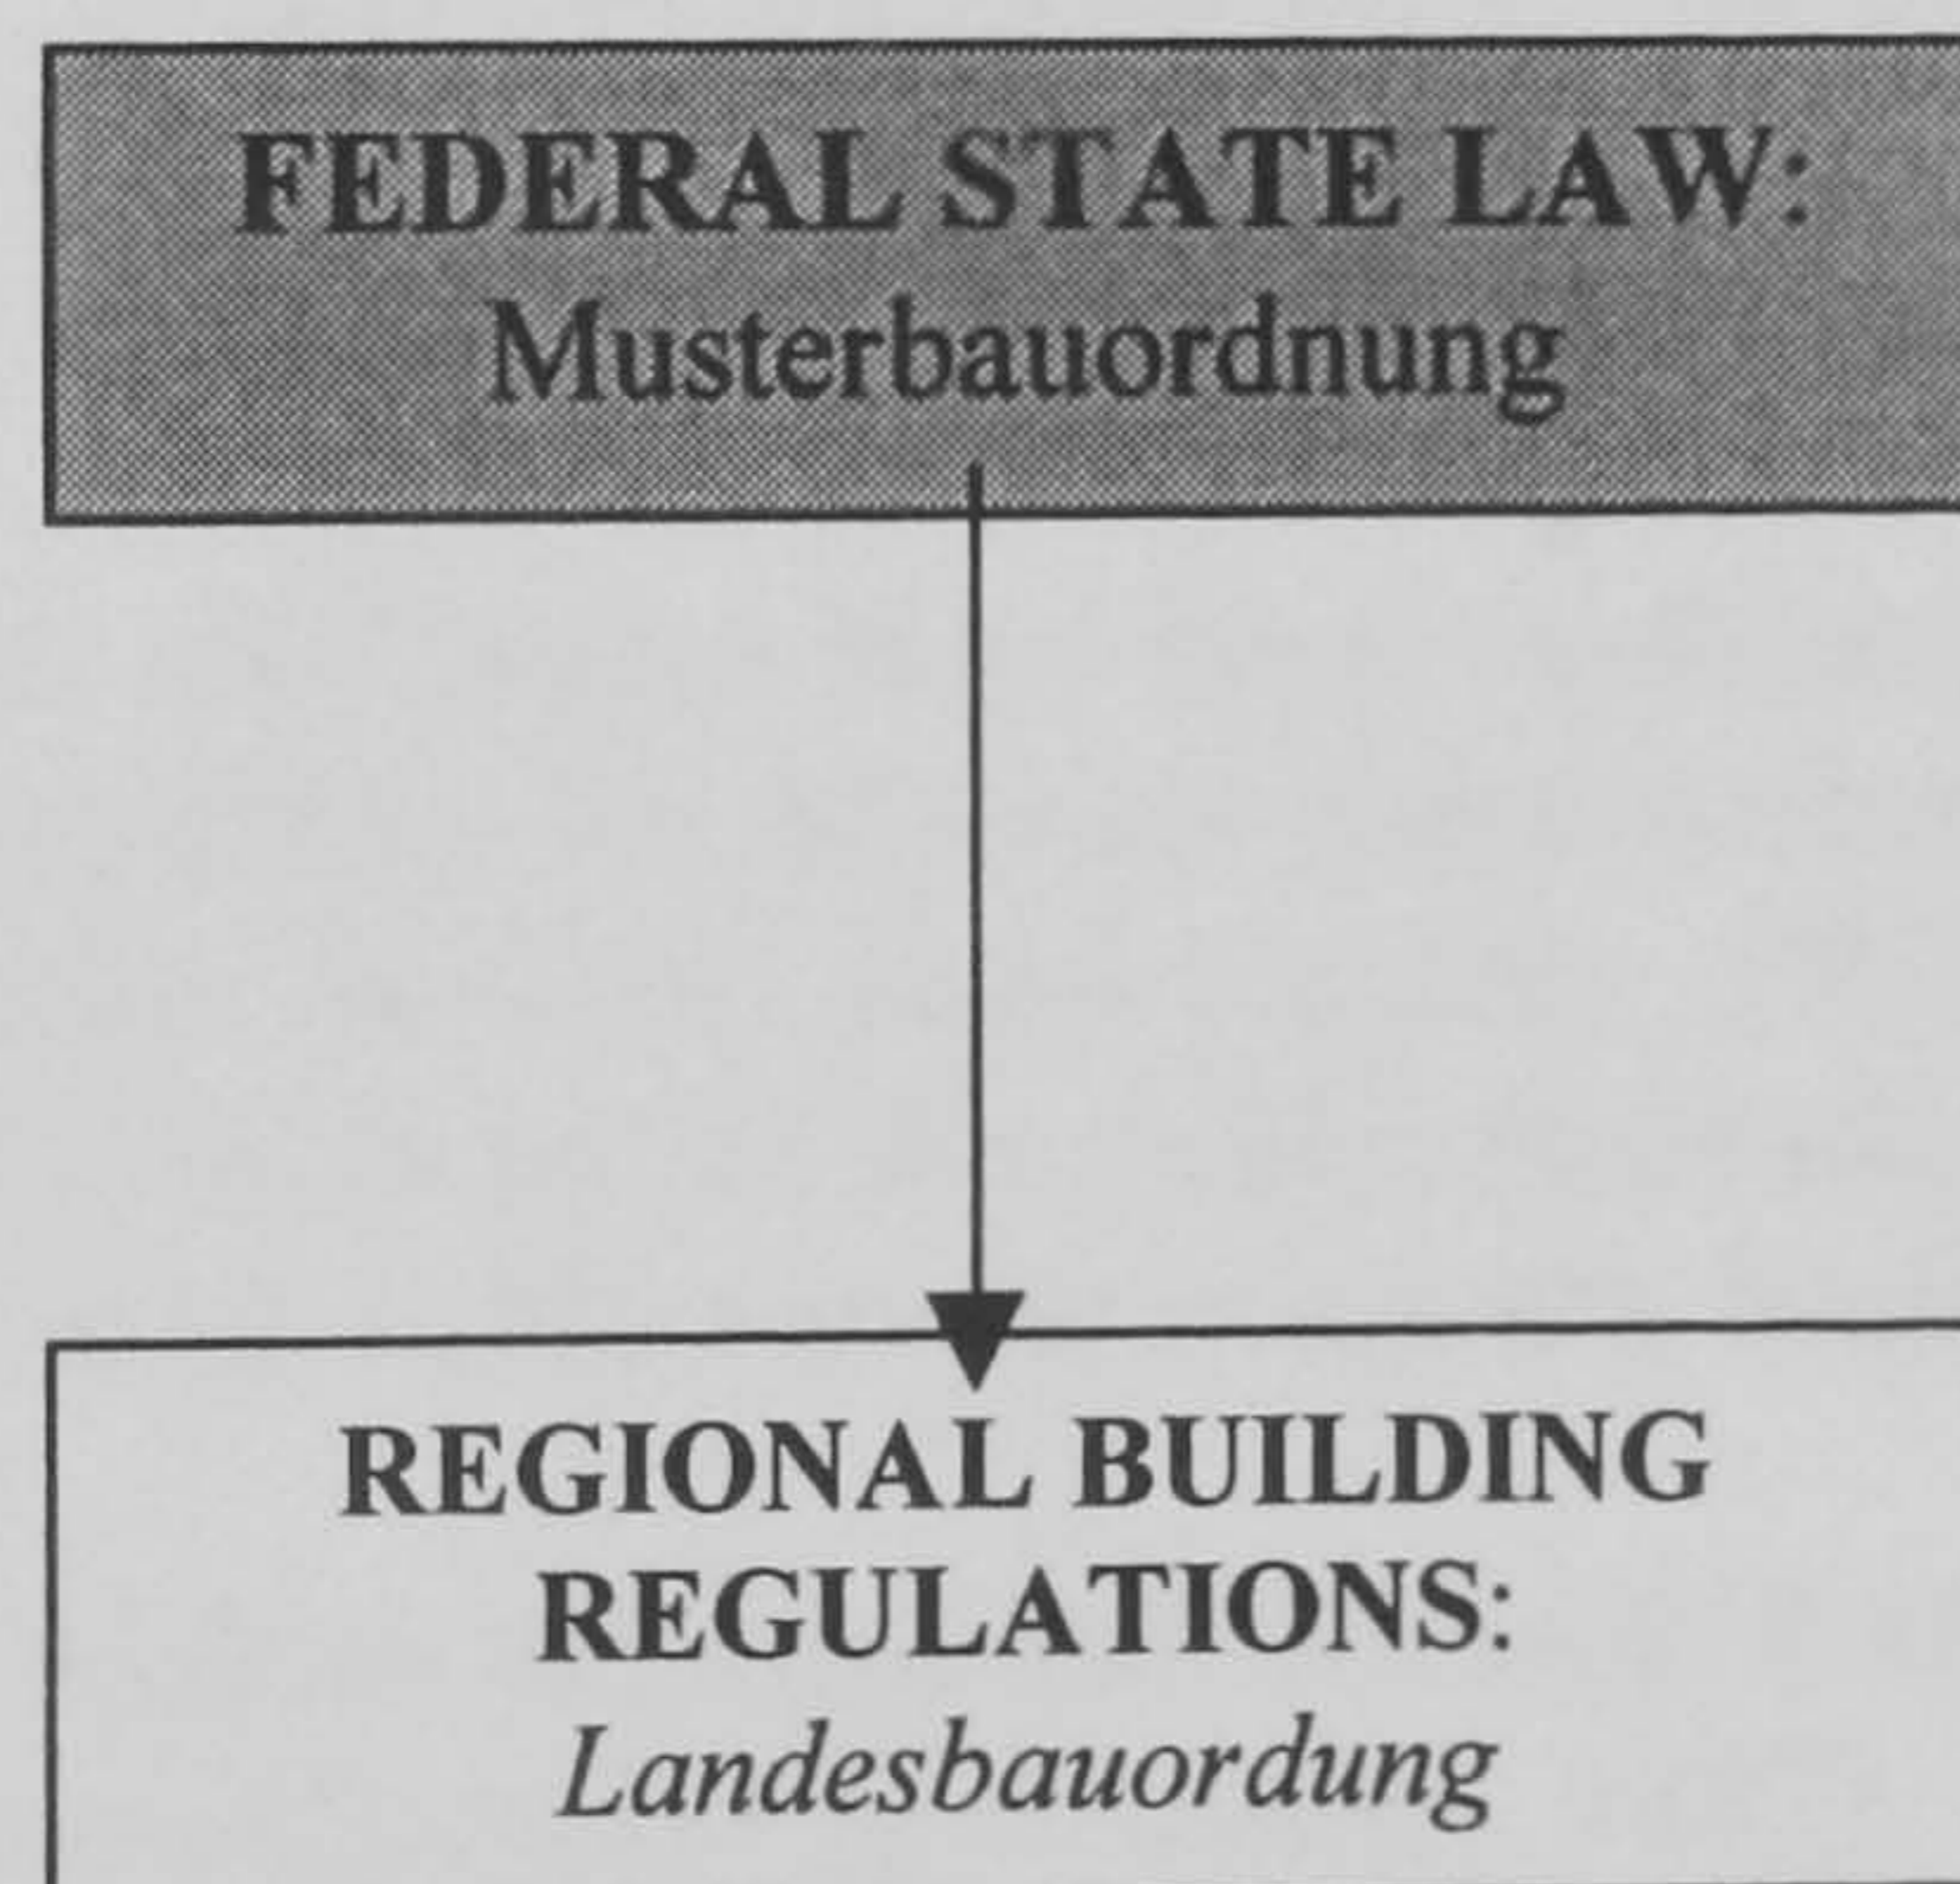 FEDERAL STATE LAW:
Musterbauordnung
REGIONAL BUILDING
REGULATIONS:
Landesbauordung